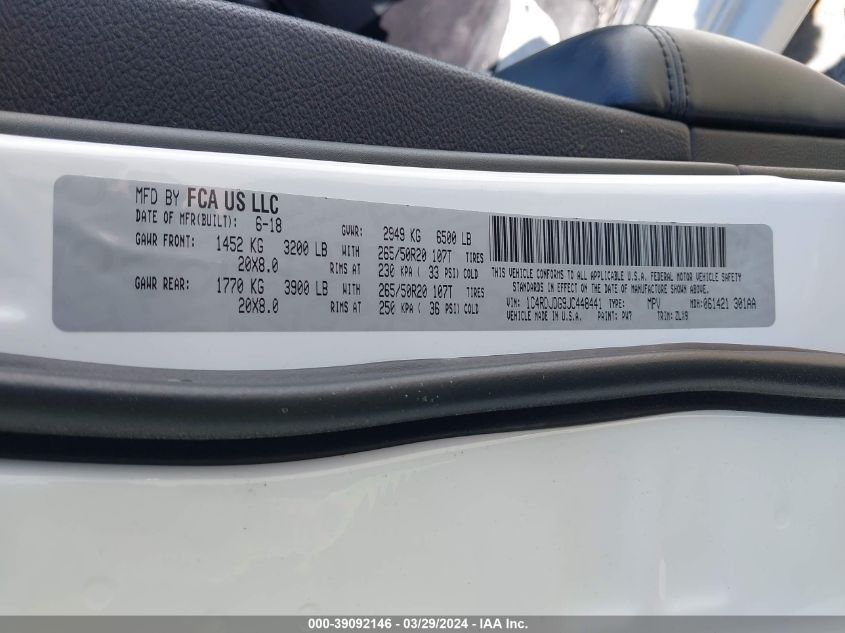 MFD BY FCA US LLC
DATE OF MFR(BUILT): 6-18 GVWR: 2949 KG 6500 LB
GAWR FRONT: 1452 KG 3200 LB WITH 265/50R20 107T TIRES
20X8.0 RIMS AT 230 KPA ( 33 PSI) COLD
GAWR REAR: 1770 KG 3900 LB WITH 265/50R20 107T TIRES
20X8.0 RIMS AT 250 KPA ( 36 PSI) COLD
THIS VEHICLE CONFORMS TO ALL APPLICABLE U.S.A. FEDERAL MOTOR VEHICLE SAFETY
STANDARDS IN EFFECT ON THE DATE OF MANUFACTURE SHOWN ABOVE.
VIN: 1C4RDJDG9JC448441 TYPE: MPV MDH: 061421 301AA
VEHICLE MADE IN U.S.A. PAINT: PW7 TRIM: ZLX9
000-39092146 - 03/29/2024 - IAA Inc.